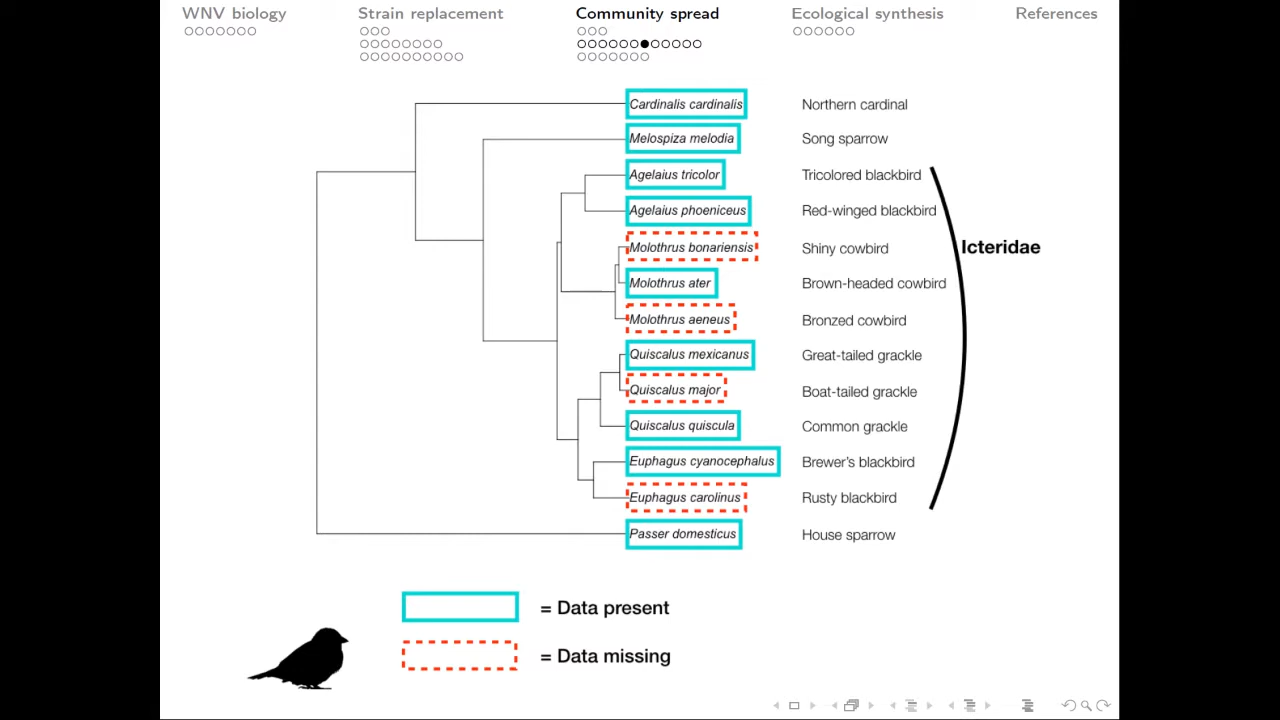 WNV biology Strain replacement Community spread Ecological synthesis References
Cardinalis cardinalis Northern cardinal
Melospiza melodia Song sparrow
Agelaius tricolor Tricolored blackbird
Agelaius phoeniceus Red-winged blackbird
Molothrus bonariensis Shiny cowbird
Icteridae
Molothrus ater Brown-headed cowbird
Molothrus aeneus Bronzed cowbird
Quiscalus mexicanus Great-tailed grackle
Quiscalus major Boat-tailed grackle
Quiscalus quiscula Common grackle
Euphagus cyanocephalus Brewer's blackbird
Euphagus carolinus Rusty blackbird
Passer domesticus House sparrow
= Data present
= Data missing